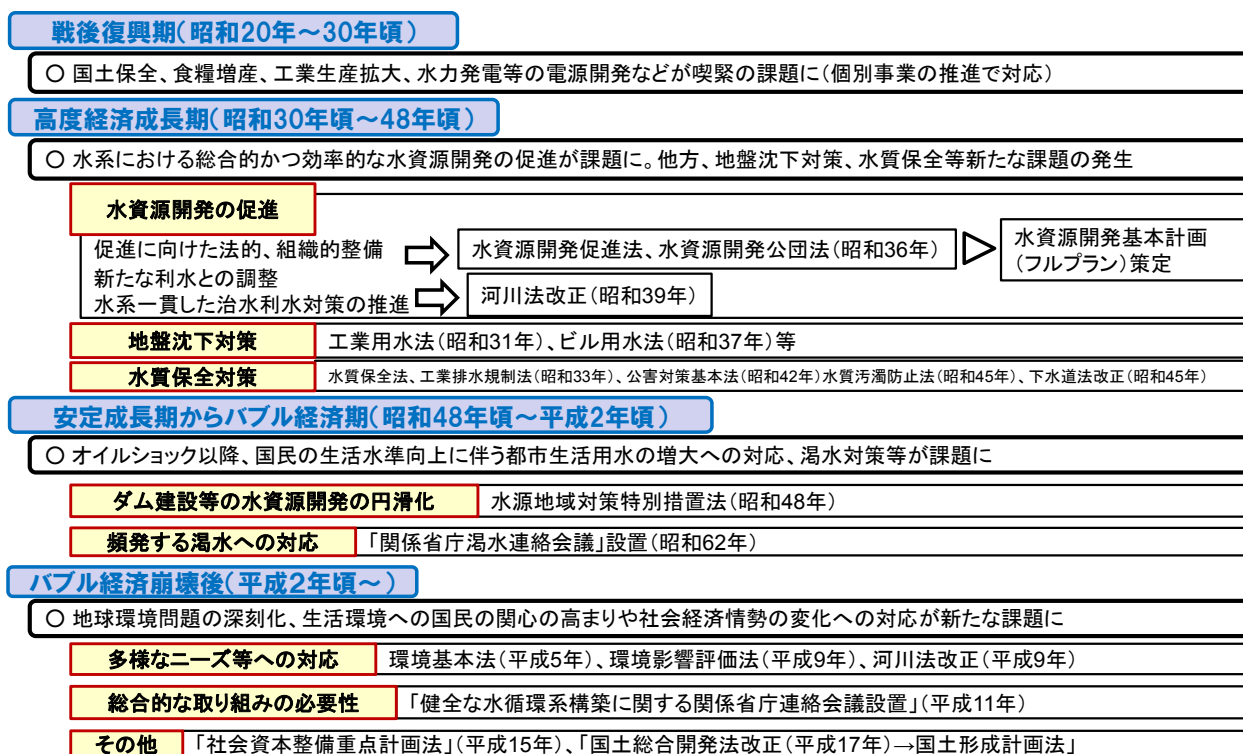 戦後復興期(昭和20年～30年頃)
○ 国土保全、食糧増産、工業生産拡大、水力発電等の電源開発などが喫緊の課題に(個別事業の推進で対応)
高度経済成長期(昭和30年頃～48年頃)
○ 水系における総合的かつ効率的な水資源開発の促進が課題に。他方、地盤沈下対策、水質保全等新たな課題の発生
水資源開発の促進
促進に向けた法的、組織的整備
水資源開発促進法、水資源開発公団法(昭和36年)
水資源開発基本計画
(フルプラン)策定
新たな利水との調整
水系一貫した治水利水対策の推進
河川法改正(昭和39年)
地盤沈下対策
工業用水法(昭和31年)、ビル用水法(昭和37年)等
水質保全対策
水質保全法、工業排水規制法(昭和33年)、公害対策基本法(昭和42年)水質汚濁防止法(昭和45年)、下水道法改正(昭和45年)
安定成長期からバブル経済期(昭和48年頃～平成2年頃)
○ オイルショック以降、国民の生活水準向上に伴う都市生活用水の増大への対応、渇水対策等が課題に
ダム建設等の水資源開発の円滑化
水源地域対策特別措置法(昭和48年)
頻発する渇水への対応
「関係省庁渇水連絡会議」設置(昭和62年)
バブル経済崩壊後(平成2年頃～)
○ 地球環境問題の深刻化、生活環境への国民の関心の高まりや社会経済情勢の変化への対応が新たな課題に
多様なニーズ等への対応
環境基本法(平成5年)、環境影響評価法(平成9年)、河川法改正(平成9年)
総合的な取り組みの必要性
「健全な水循環系構築に関する関係省庁連絡会議設置」(平成11年)
その他
「社会資本整備重点計画法」(平成15年)、「国土総合開発法改正(平成17年)→国土形成計画法」